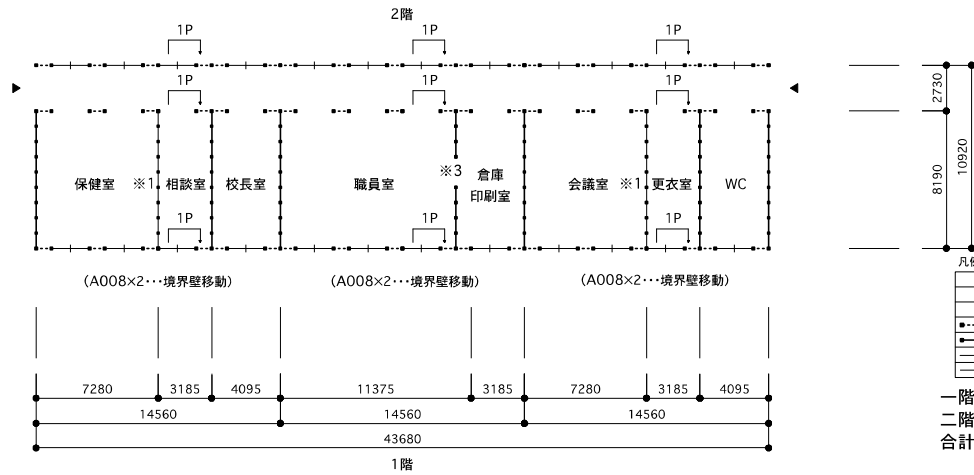 2階
1P 1P 1P
1P 1P 1P
保健室 ※1 相談室 校長室 職員室 ※3 倉庫 印刷室 会議室 ※1 更衣室 WC
1P 1P 1P
(A008×2･･･境界壁移動) (A008×2･･･境界壁移動) (A008×2･･･境界壁移動)
7280 3185 4095 11375 3185 7280 3185 4095
14560 14560 14560
43680
1階
2730
8190
10920
凡例
一階
二階
合計